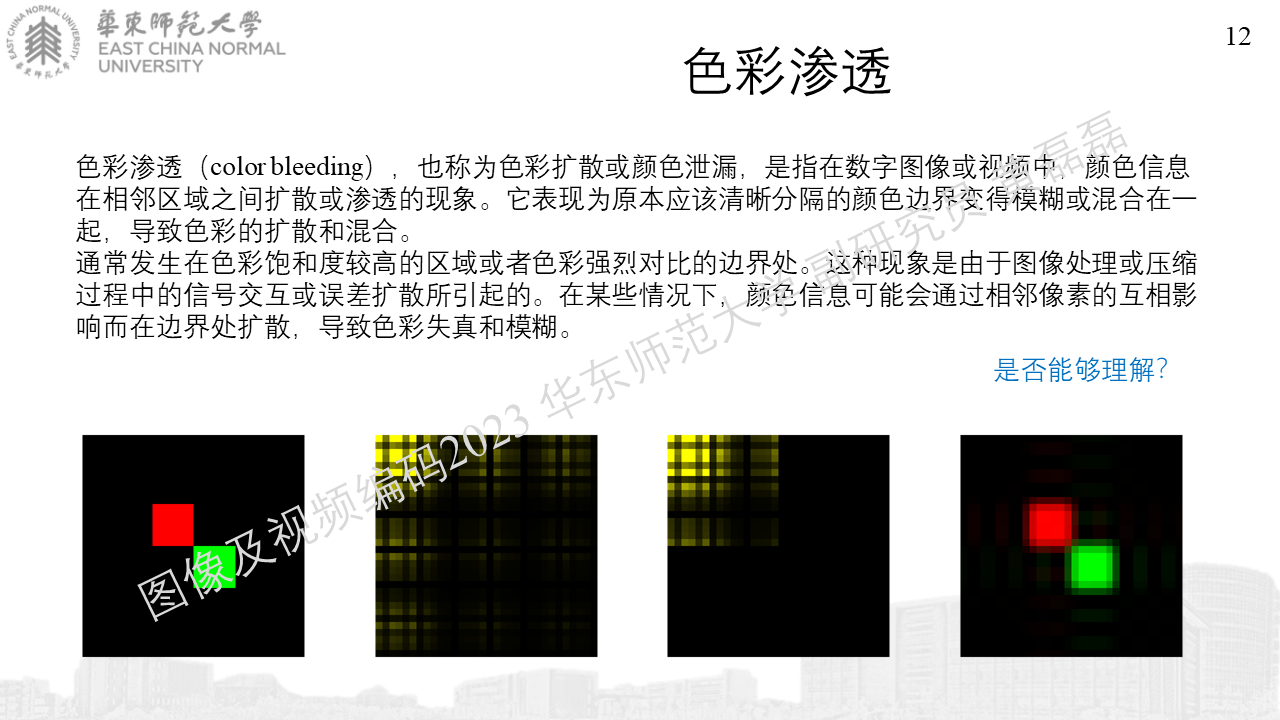 華東師范大學
EAST CHINA NORMAL
UNIVERSITY
EAST CHINA NORMAL UNIVERSITY
華東师范大學
12
色彩渗透
色彩渗透（color bleeding），也称为色彩扩散或颜色泄漏，是指在数字图像或视频中，颜色信息
在相邻区域之间扩散或渗透的现象。它表现为原本应该清晰分隔的颜色边界变得模糊或混合在一
起，导致色彩的扩散和混合。
通常发生在色彩饱和度较高的区域或者色彩强烈对比的边界处。这种现象是由于图像处理或压缩
过程中的信号交互或误差扩散所引起的。在某些情况下，颜色信息可能会通过相邻像素的互相影
响而在边界处扩散，导致色彩失真和模糊。
是否能够理解？
图像及视频编码2023 华东师范大学 副研究员 黄磊磊